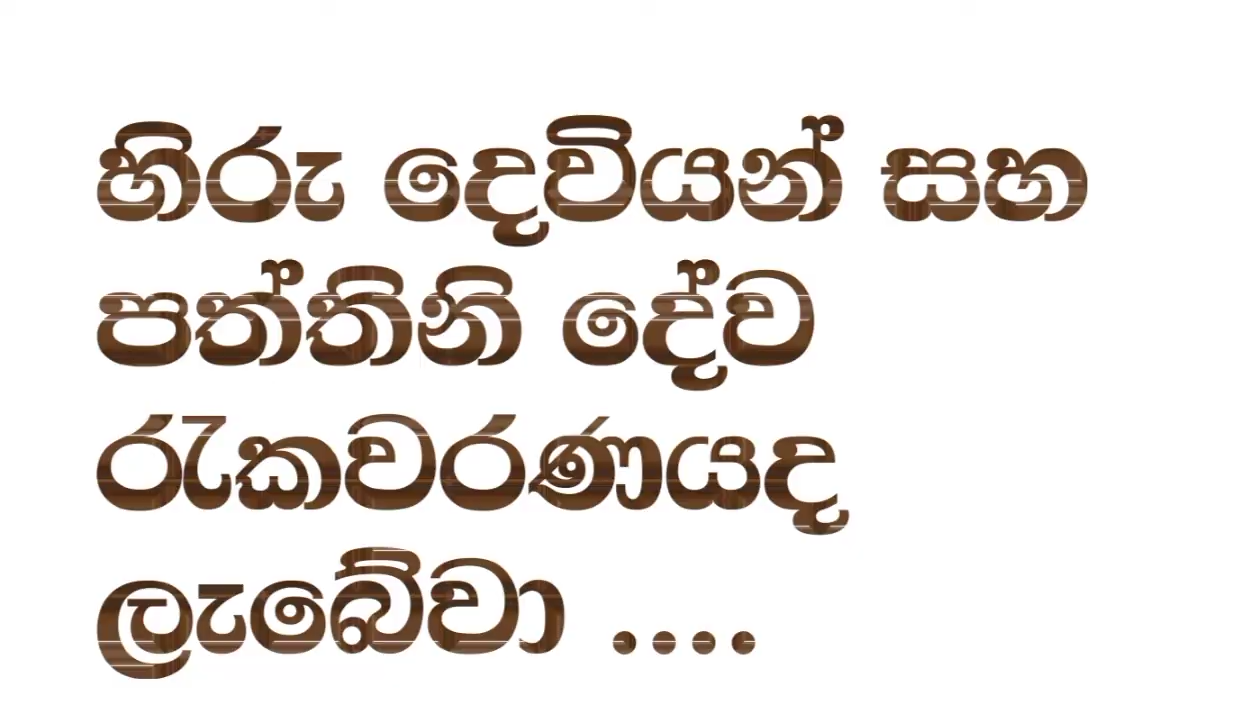 හිරු දෙවියන් සහ
පත්තිනි දේව
රැකවරණයද
ලැබේවා ....